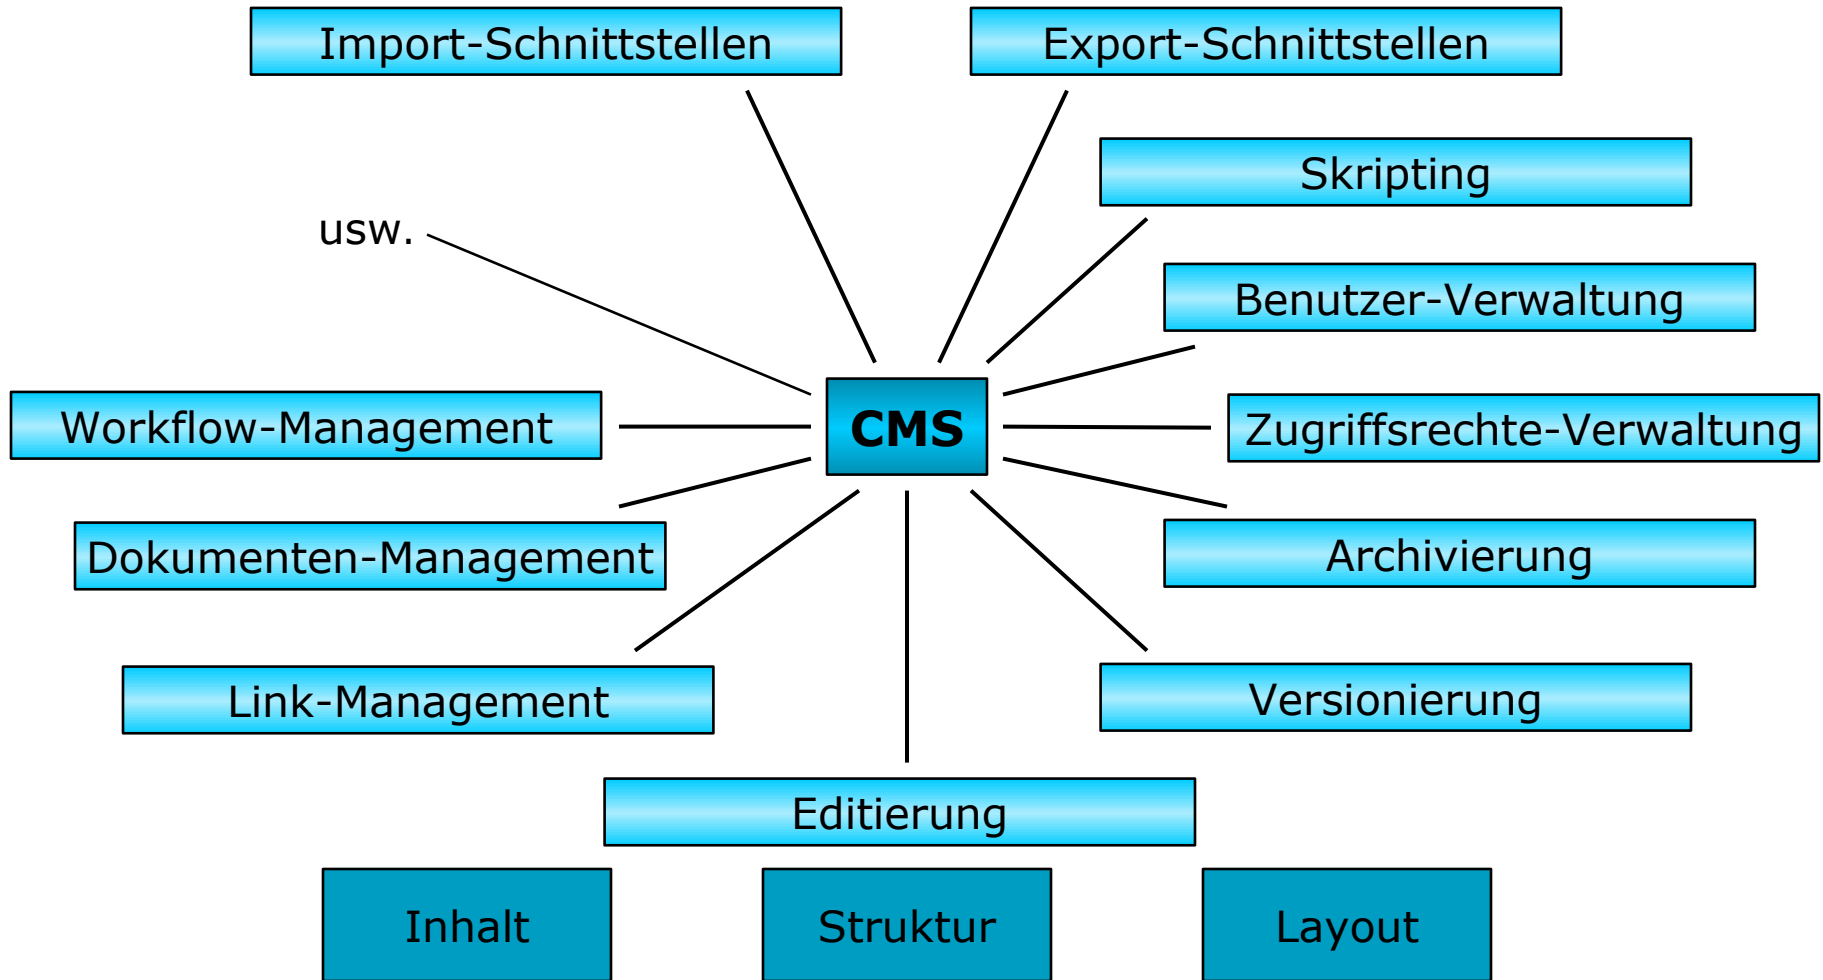 Import-Schnittstellen
Export-Schnittstellen
Skripting
usw.
Benutzer-Verwaltung
Workflow-Management
CMS
Zugriffsrechte-Verwaltung
Dokumenten-Management
Archivierung
Link-Management
Versionierung
Editierung
Inhalt
Struktur
Layout